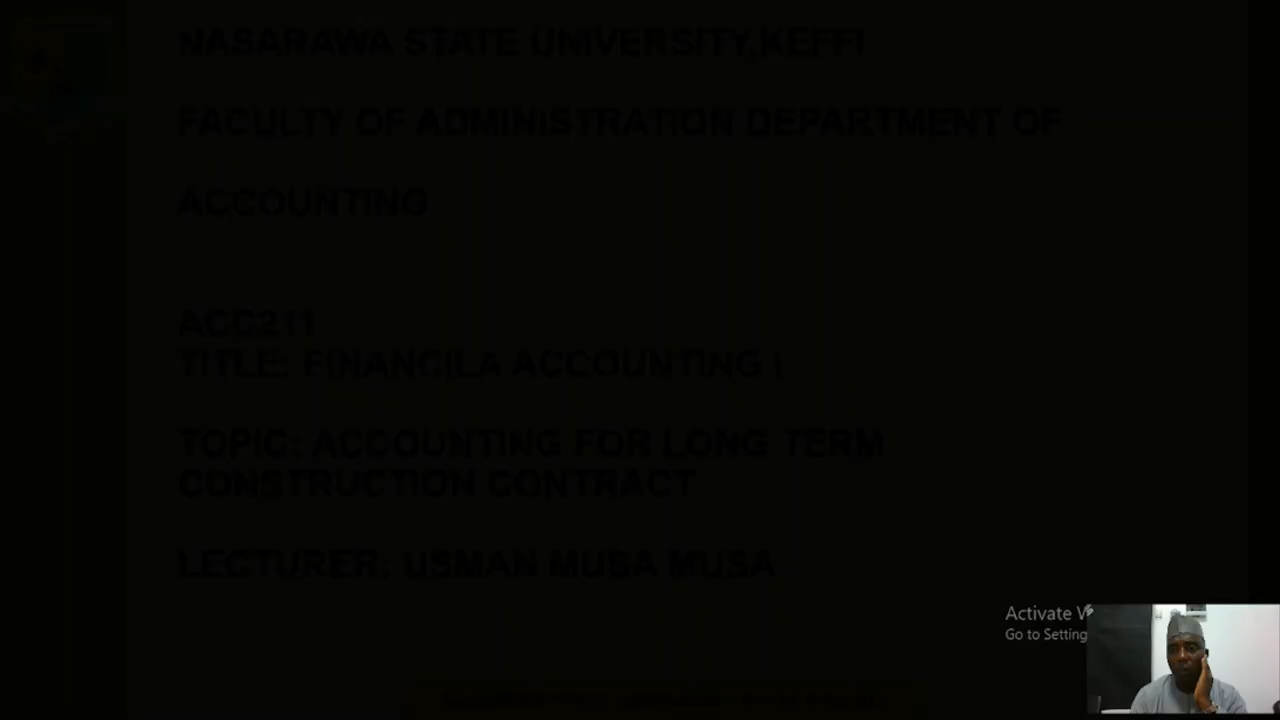 NASARAWA STATE UNIVERSITY,KEFFI
FACULTY OF ADMINISTRATION DEPARTMENT OF
ACCOUNTING
ACC211
TITLE: FINANCILA ACCOUNTING I
TOPIC: ACCOUNTING FOR LONG TERM
CONSTRUCTION CONTRACT
LECTURER: USMAN MUSA MUSA
Activate
Go to Setting